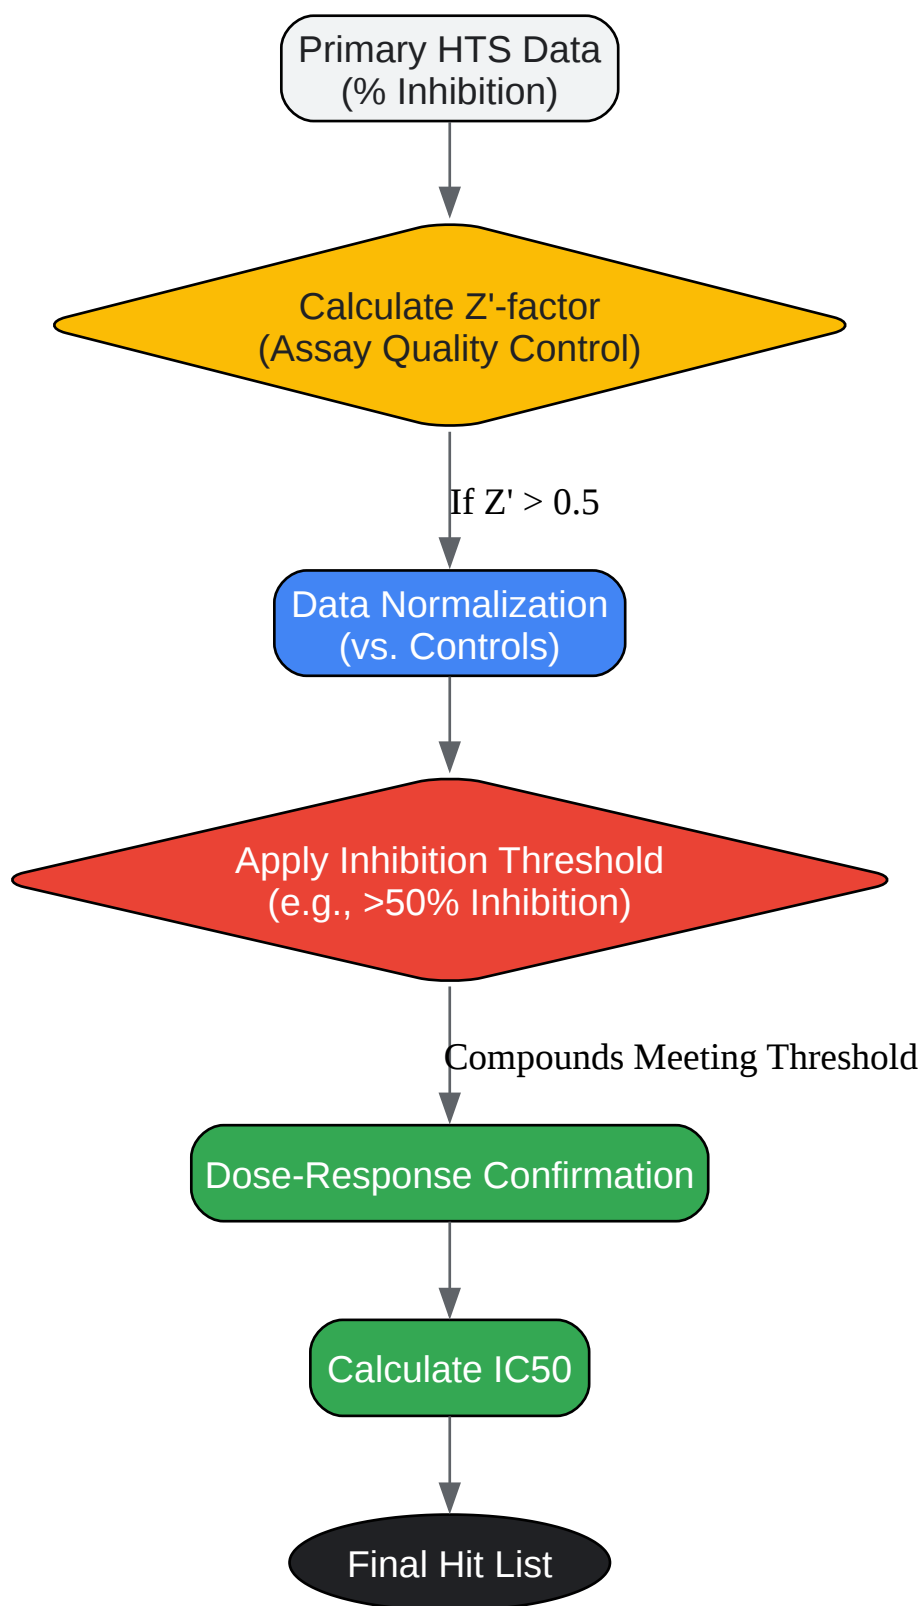 Primary HTS Data
(% Inhibition)
Calculate Z'-factor
(Assay Quality Control)
If Z' > 0.5
Data Normalization
(vs. Controls)
Apply Inhibition Threshold
(e.g., >50% Inhibition)
Compounds Meeting Threshold
Dose-Response Confirmation
Calculate IC50
Final Hit List